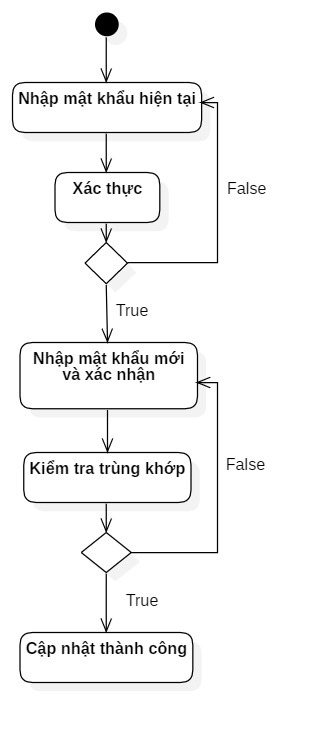 Nhập mật khẩu hiện tại
Xác thực
False
True
Nhập mật khẩu mới
và xác nhận
Kiểm tra trùng khớp
False
True
Cập nhật thành công